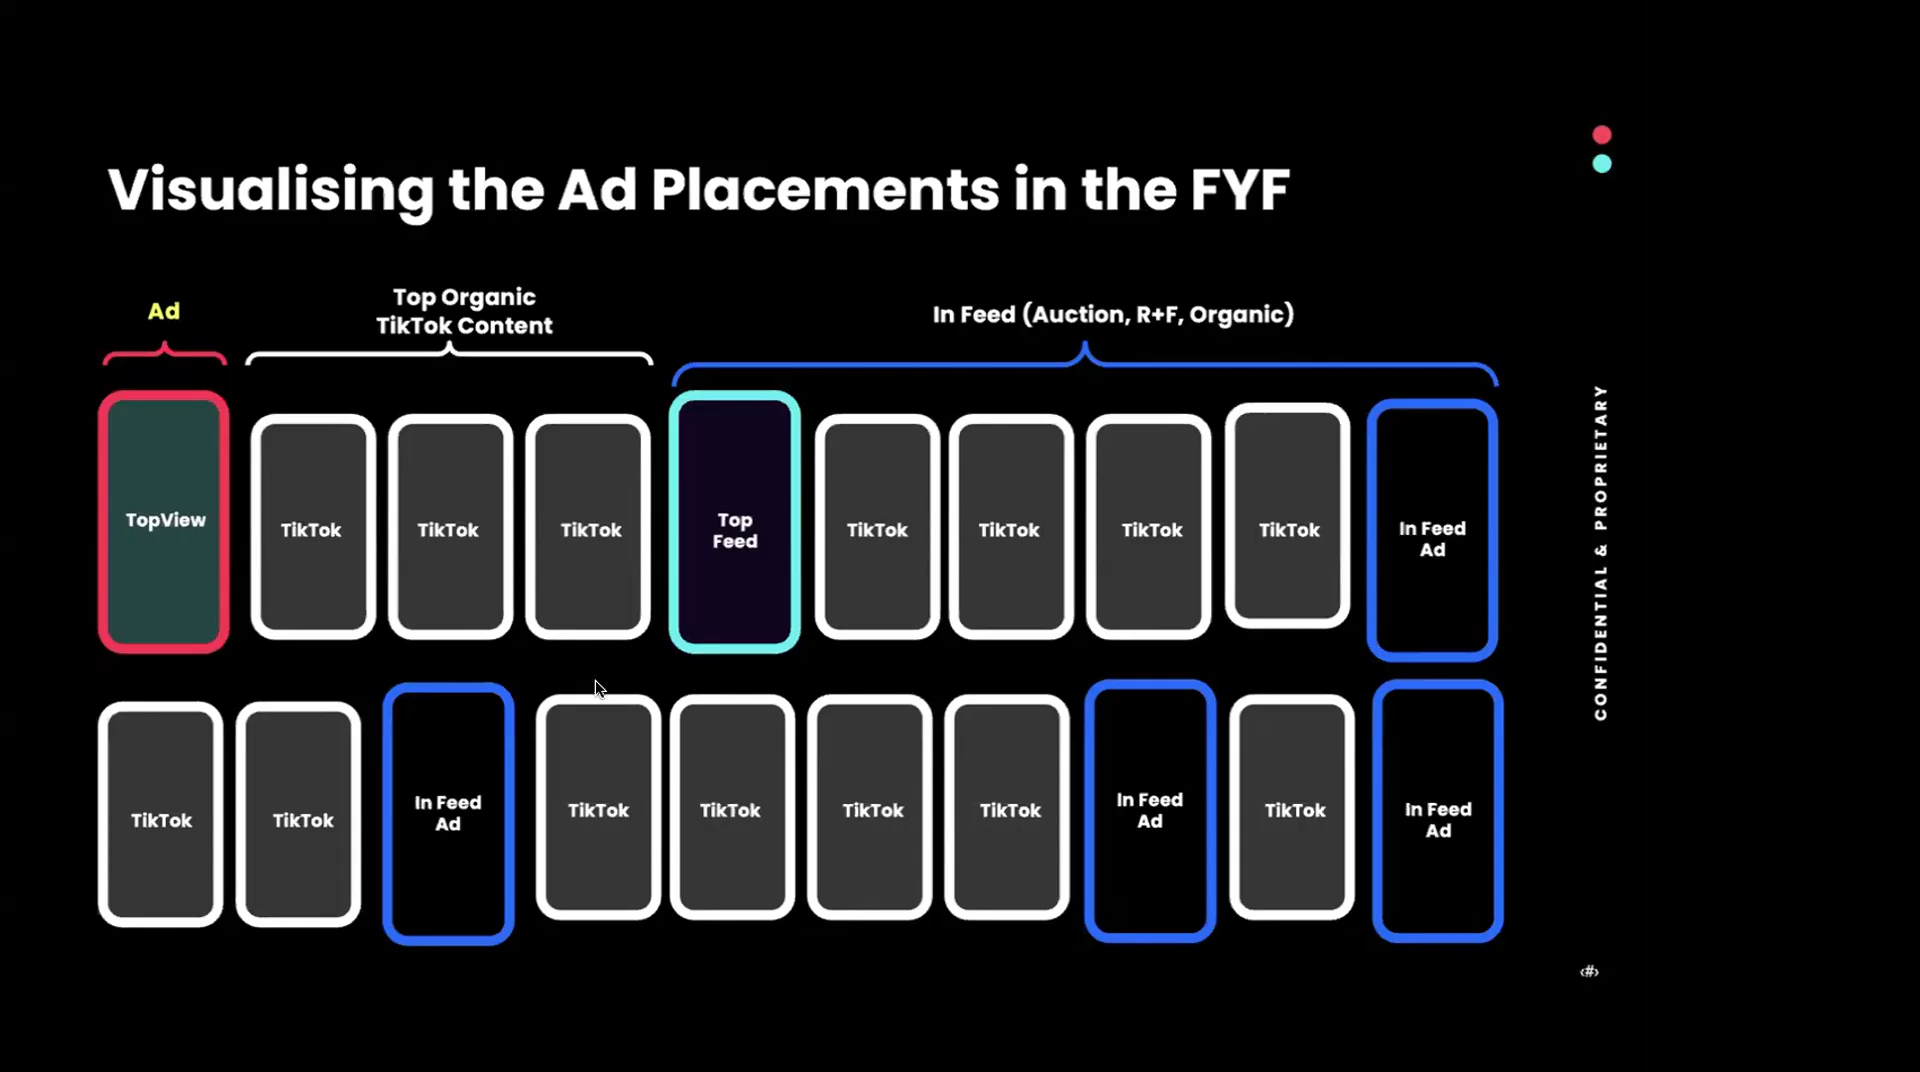 Visualising the Ad Placements in the FYF
Ad
Top Organic
TikTok Content
In Feed (Auction, R+F, Organic)
TopView
TikTok
TikTok
TikTok
Top
Feed
TikTok
TikTok
TikTok
TikTok
In Feed
Ad
TikTok
TikTok
In Feed
Ad
TikTok
TikTok
TikTok
TikTok
In Feed
Ad
TikTok
In Feed
Ad
CONFIDENTIAL & PROPRIETARY
‹#›